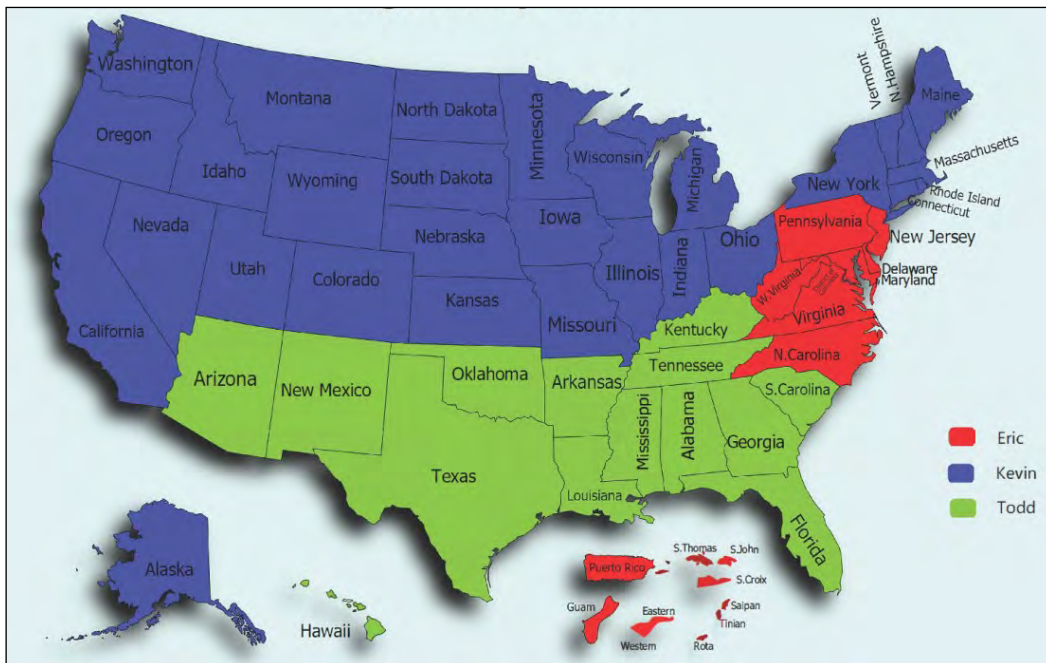 Washington
Oregon
California
Nevada
Idaho
Montana
Wyoming
Utah
Colorado
North Dakota
South Dakota
Nebraska
Kansas
Minnesota
Iowa
Missouri
Wisconsin
Illinois
Michigan
Indiana
Ohio
New York
Vermont
N.Hampshire
Maine
Massachusetts
Rhode Island
Connecticut
Pennsylvania
New Jersey
Delaware
Maryland
W.Virginia
Virginia
N.Carolina
Kentucky
Tennessee
S.Carolina
Arizona
New Mexico
Oklahoma
Arkansas
Texas
Louisiana
Mississippi
Alabama
Georgia
Florida
Alaska
Hawaii
Puerto Rico
S.Thomas
S.John
S.Croix
Guam
Eastern
Western
Saipan
Tinian
Rota
Eric
Kevin
Todd